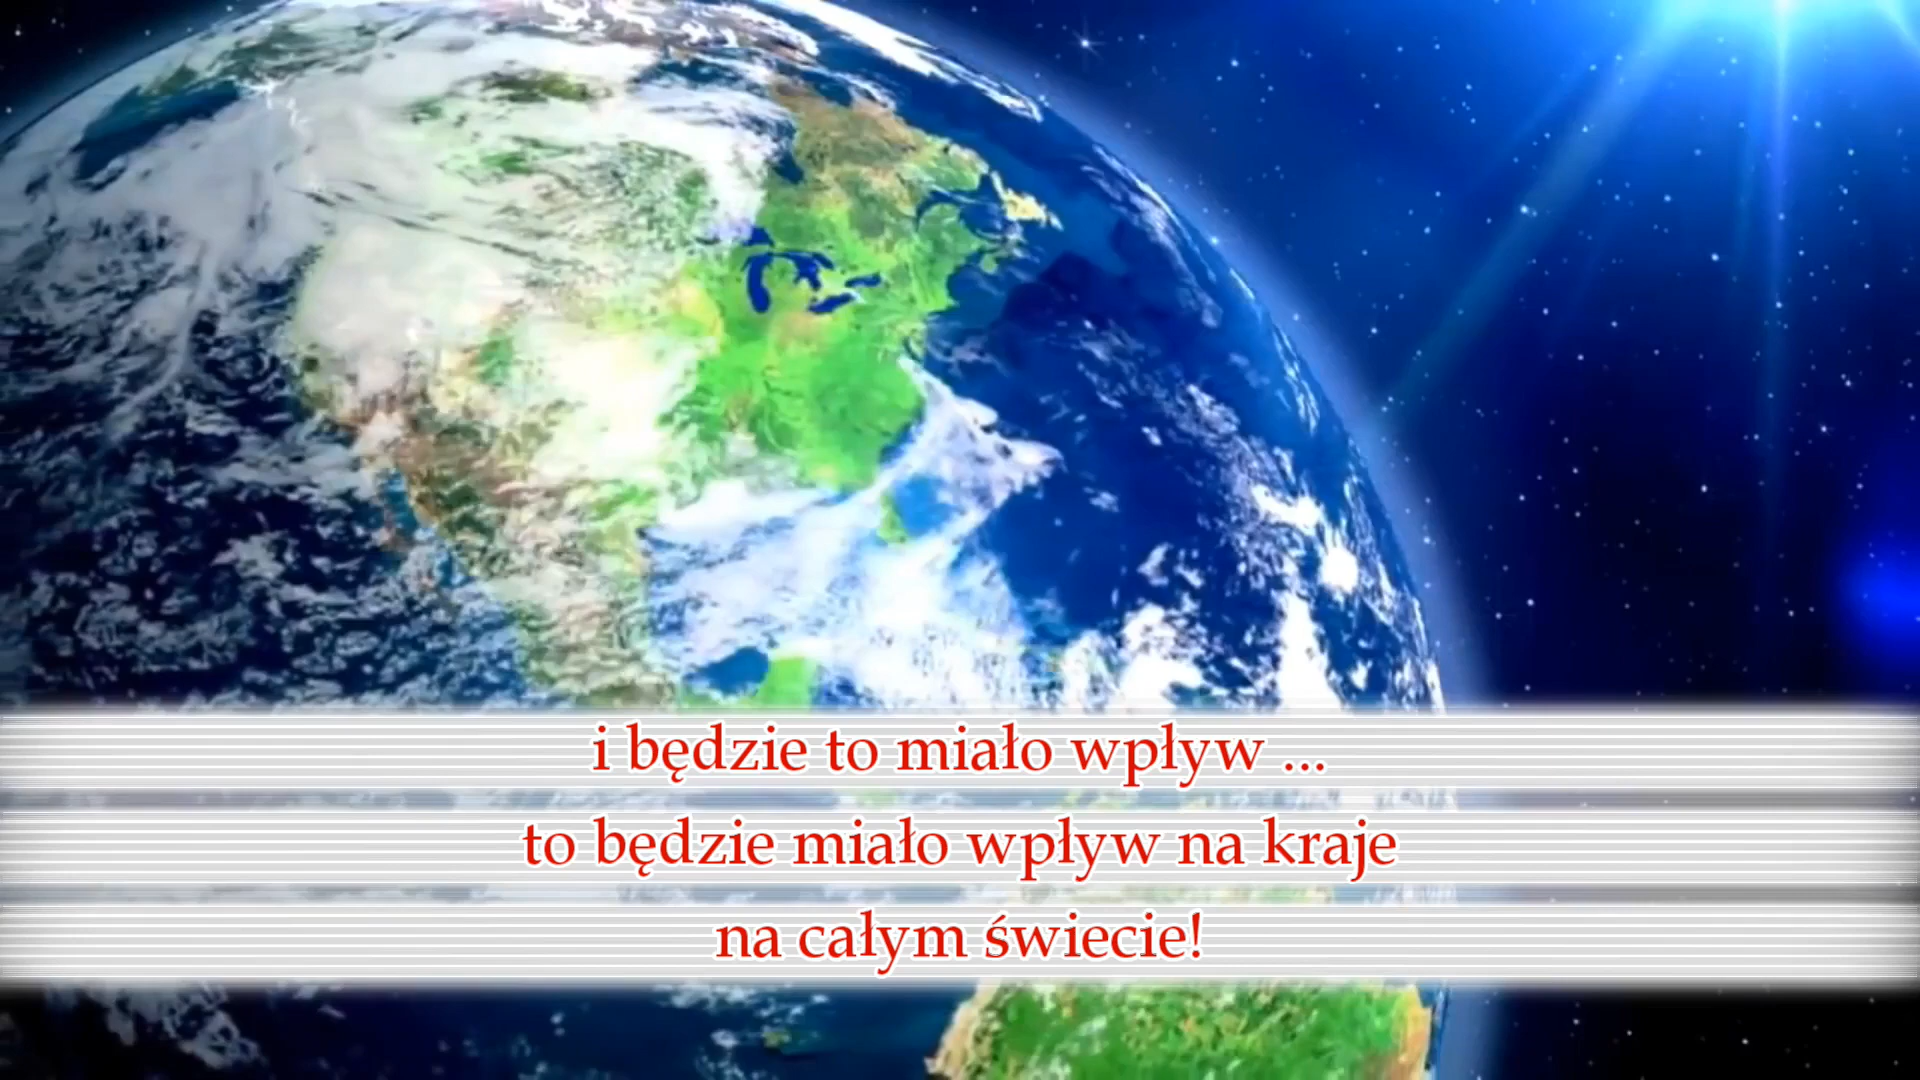 i będzie to miało wpływ ...
to będzie miało wpływ na kraje
na całym świecie!